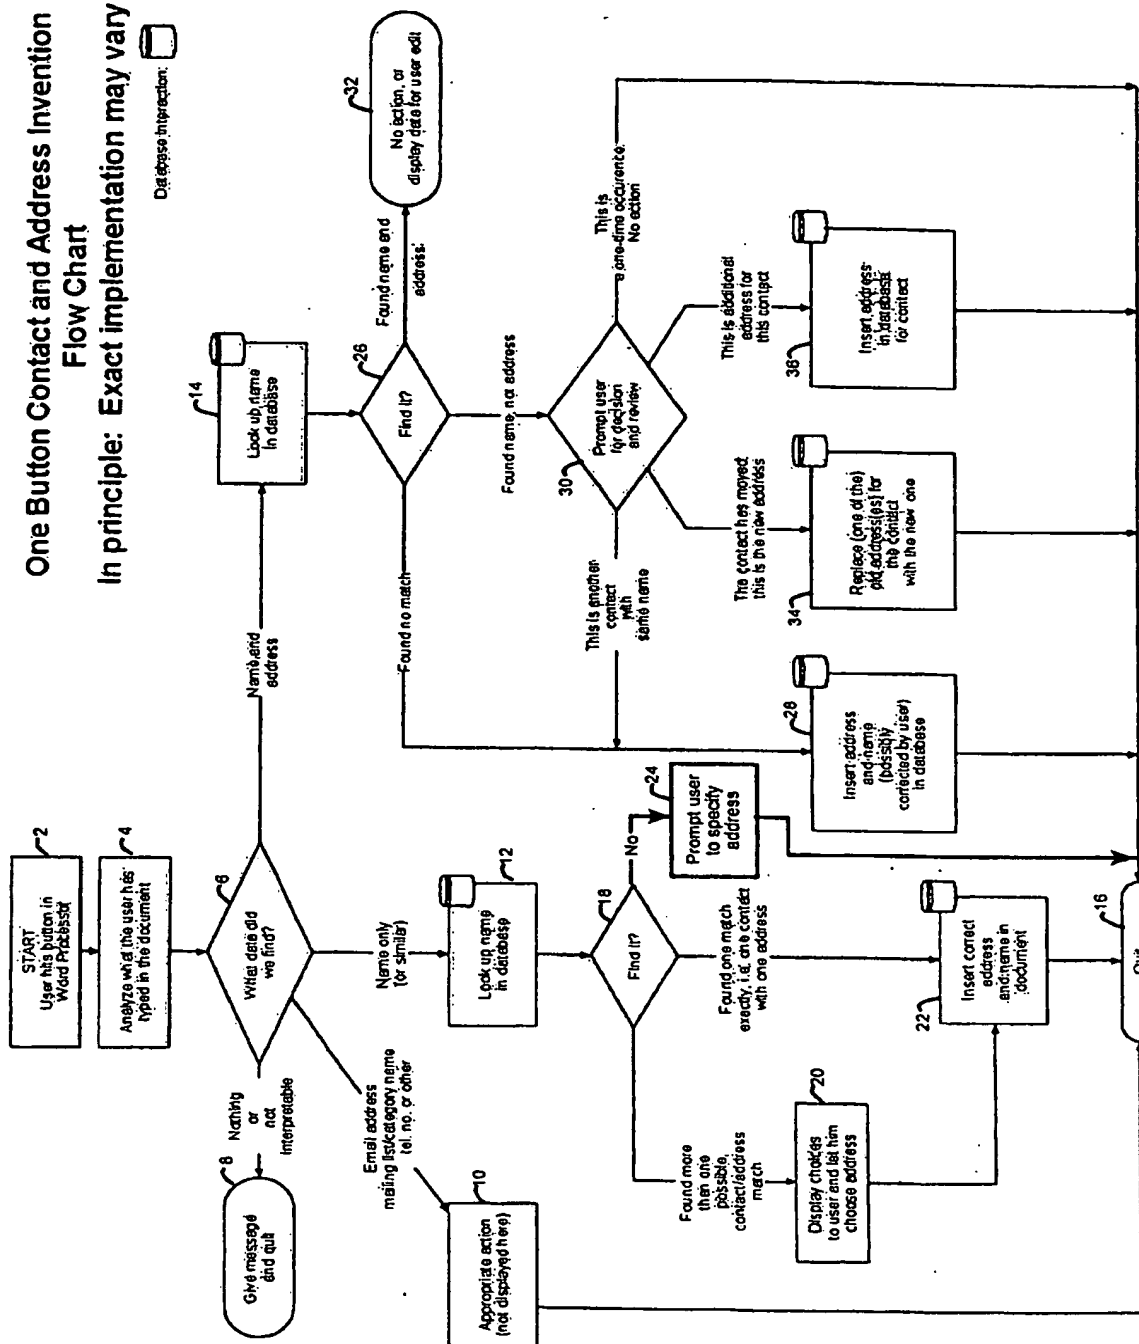 One Button Contact and Address Invention
Flow Chart
In principle: Exact implementation may vary
Database Interaction:
2
START
User hits button in
Word Processor
4
Analyze what the user has
typed in the document
6
What data did
we find?
Nothing
or
not
Interpretable
8
Give message
and quit
Email address
mailing list/category name
tel. no. or other
10
Appropriate action
(not displayed here)
Name only
(or similar)
12
Look up name
in database
18
Find it?
No
24
Prompt user
to specify
address
Found more
than one
possible,
contact/address
match
20
Display choices
to user and let him
choose address
Found one match
exactly, i.e. one contact
with one address
22
Insert correct
address
and name in
document
16
Name and
address
14
Look up name
in database
26
Find it?
Found name and
address:
32
No action, or
display data for user edit
Found no match
Found name, not address
30
Prompt user
for decision
and review
This is another
contact
with
same name
28
Insert address
and name
(possibly
corrected by user)
in database
The contact has moved;
this is the new address
34
Replace (one of the)
old address(es) for
the contact
with the new one
This is additional
address for
this contact
36
Insert address
in database
for contact
This is
a one-time occurence.
No action